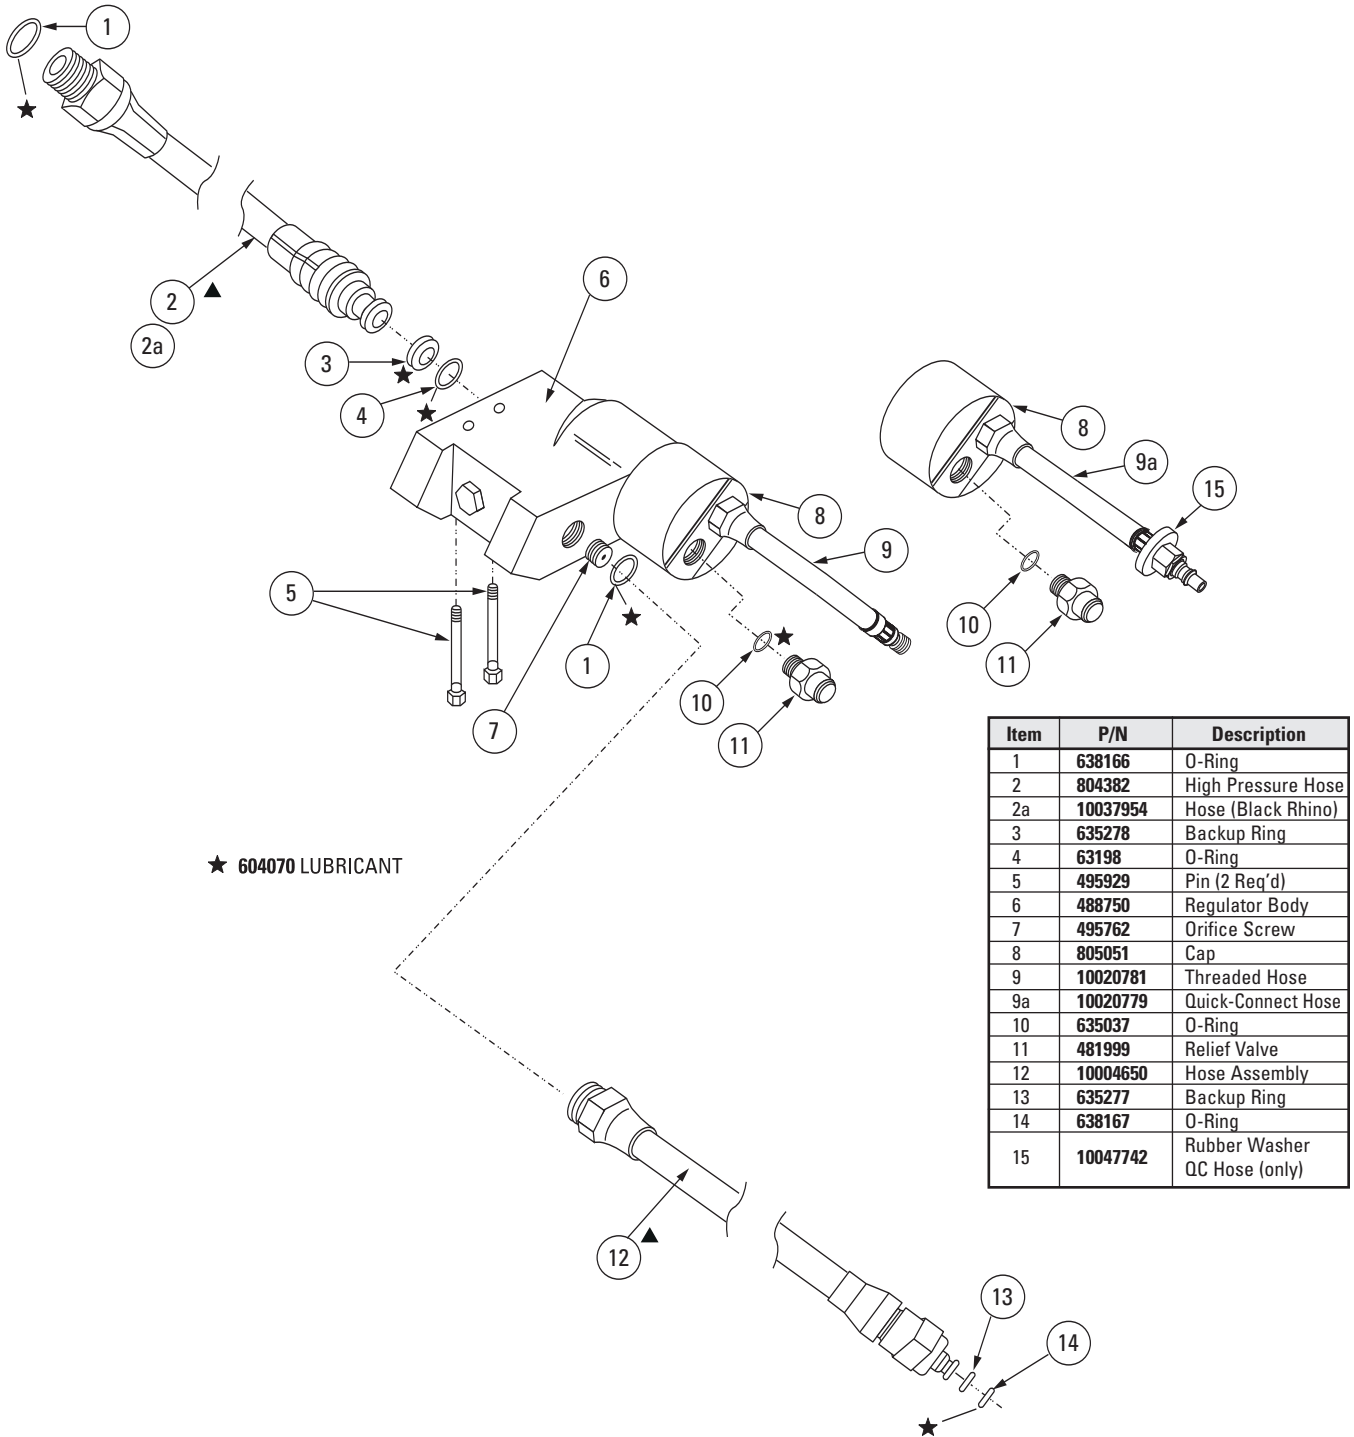 1
2 ▲
2a
3
★
4
★
6
8
9a
15
8
9
5
10
11
1
★
7
10
★
11
Item P/N Description
1 638166 O-Ring
2 804382 High Pressure Hose
2a 10037954 Hose (Black Rhino)
3 635278 Backup Ring
4 63198 O-Ring
5 495929 Pin (2 Req'd)
6 488750 Regulator Body
7 495762 Orifice Screw
8 805051 Cap
9 10020781 Threaded Hose
9a 10020779 Quick-Connect Hose
10 635037 O-Ring
11 481999 Relief Valve
12 10004650 Hose Assembly
13 635277 Backup Ring
14 638167 O-Ring
15 10047742 Rubber Washer
QC Hose (only)
★ 604070 LUBRICANT
12 ▲
13
14
★